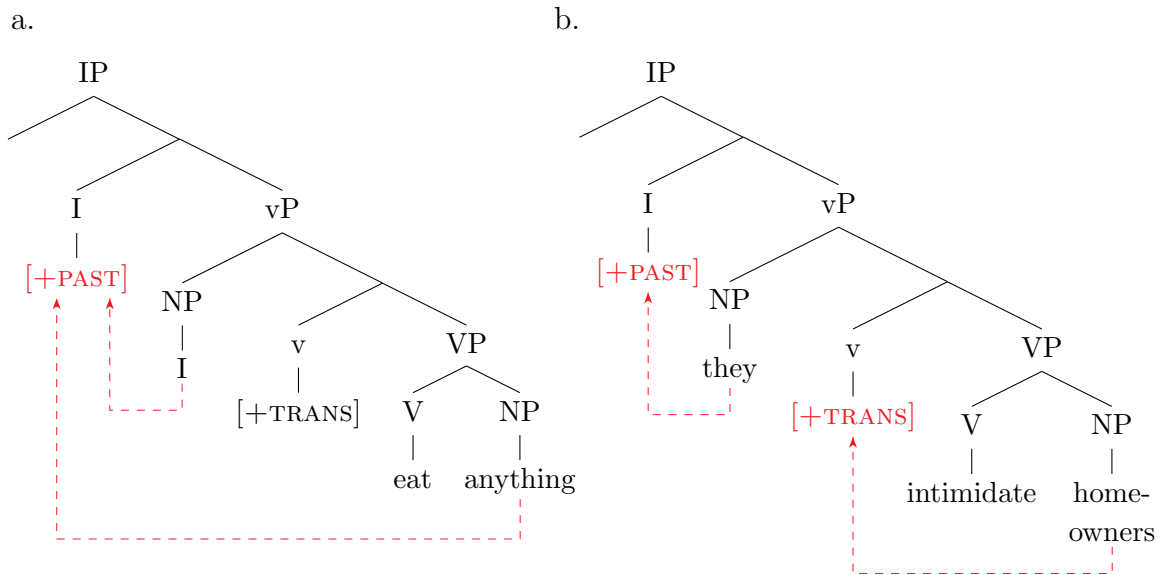 a.
IP
I
vP
[+PAST]
NP
I
v
VP
[+TRANS]
V
NP
eat
anything
b.
IP
I
vP
[+PAST]
NP
they
v
VP
[+TRANS]
V
NP
intimidate
home-
owners